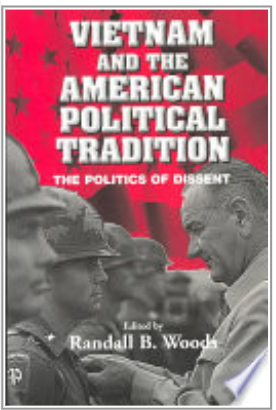 VIETNAM
AND THE
AMERICAN
POLITICAL
TRADITION
THE POLITICS OF DISSENT
Edited by
Randall B. Woods